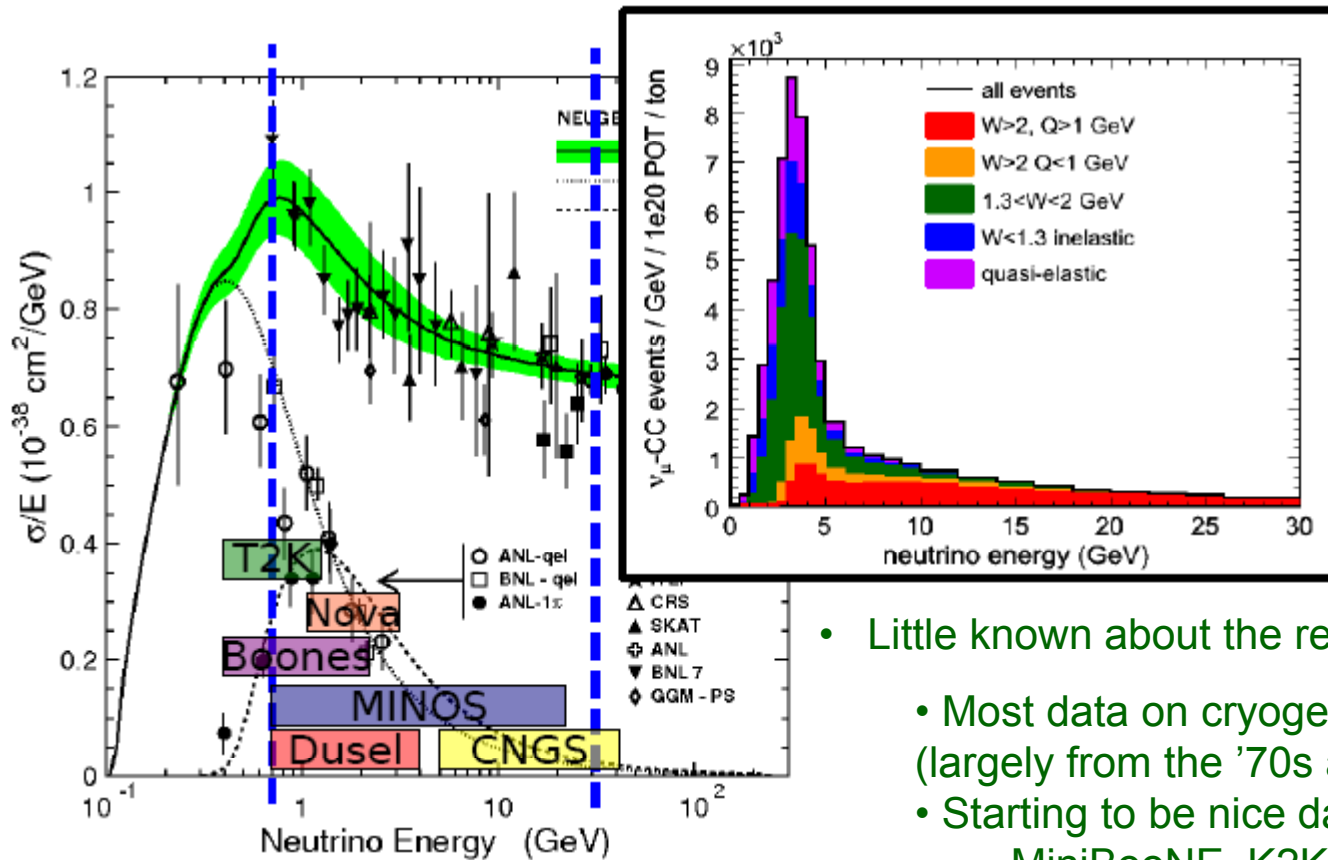 1.2
1
0.8
0.6
0.4
0.2
0
σ/E (10⁻³⁸ cm²/GeV)
10⁻¹
1
10
10²
Neutrino Energy (GeV)
T2K
Nova
Boones
MINOS
Dusel
CNGS
ANL-qel
BNL - qel
ANL-1π
CRS
SKAT
ANL
BNL 7
GGM - PS
×10³
9
8
7
6
5
4
3
2
1
0
ν_μ-CC events / GeV / 1e20 POT / ton
all events
W>2, Q>1 GeV
W>2 Q<1 GeV
1.3<W<2 GeV
W<1.3 inelastic
quasi-elastic
0
5
10
15
20
25
30
neutrino energy (GeV)
• Little known about the re
• Most data on cryoge
(largely from the ’70s a
• Starting to be nice da
MiniBooNE, K2K